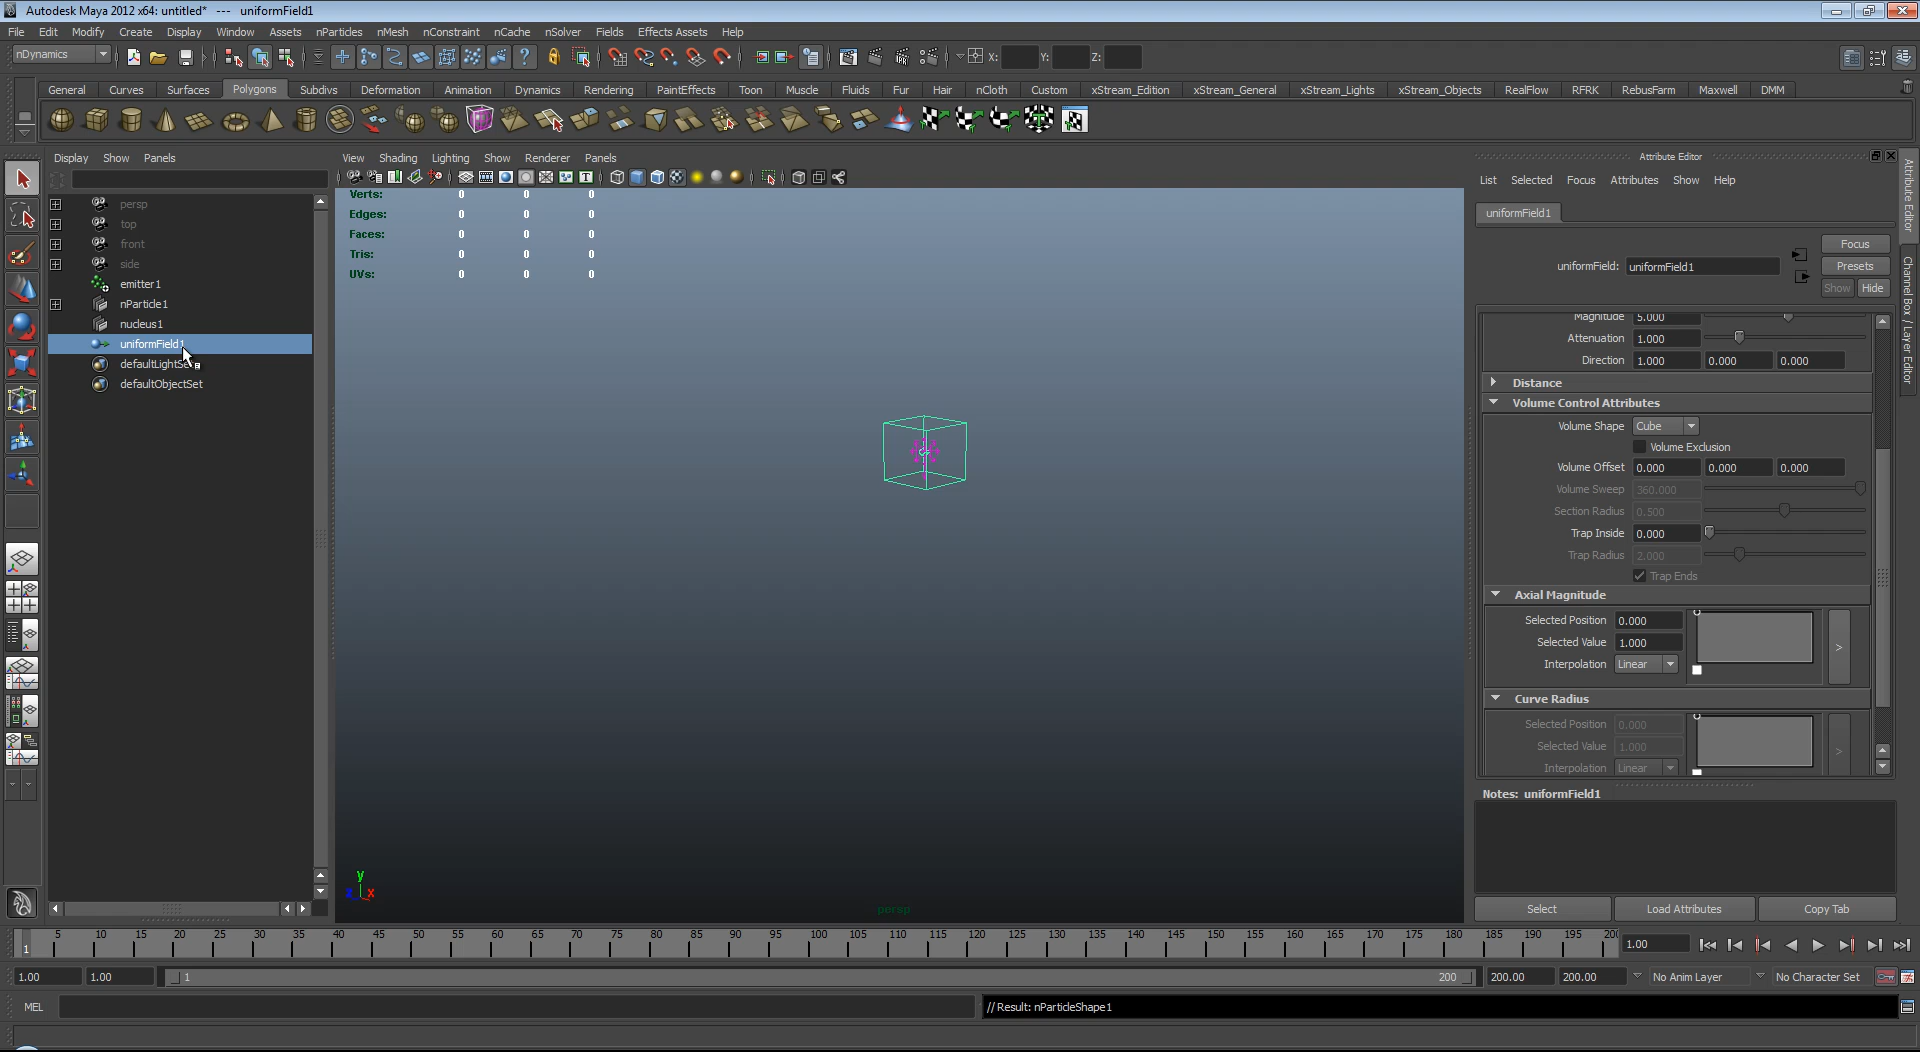 Autodesk Maya 2012 x64: untitled* --- uniformField1
File Edit Modify Create Display Window Assets nParticles nMesh nConstraint nCache nSolver Fields Effects Assets Help
nDynamics X: Y: Z:
General Curves Surfaces Polygons Subdivs Deformation Animation Dynamics Rendering PaintEffects Toon Muscle Fluids Fur Hair nCloth Custom xStream_Edition xStream_General xStream_Lights xStream_Objects RealFlow RFRK RebusFarm Maxwell DMM
Display Show Panels
View Shading Lighting Show Renderer Panels
Attribute Editor
List Selected Focus Attributes Show Help
persp
top
front
side
emitter1
nParticle1
nucleus1
uniformField1
defaultLightSe
defaultObjectSet
Verts: 0 0 0
Edges: 0 0 0
Faces: 0 0 0
Tris: 0 0 0
UVs: 0 0 0
y
z x
persp
uniformField1
Focus
uniformField: uniformField1
Presets
Show Hide
Magnitude 5.000
Attenuation 1.000
Direction 1.000 0.000 0.000
Distance
Volume Control Attributes
Volume Shape Cube
Volume Exclusion
Volume Offset 0.000 0.000 0.000
Volume Sweep 360.000
Section Radius 0.500
Trap Inside 0.000
Trap Radius 2.000
Trap Ends
Axial Magnitude
Selected Position 0.000
Selected Value 1.000
Interpolation Linear
>
Curve Radius
Selected Position 0.000
Selected Value 1.000
Interpolation Linear
>
Notes: uniformField1
Select Load Attributes Copy Tab
Attribute Editor
Channel Box / Layer Editor
1 5 10 15 20 25 30 35 40 45 50 55 60 65 70 75 80 85 90 95 100 105 110 115 120 125 130 135 140 145 150 155 160 165 170 175 180 185 190 195 200 1.00
1.00 1.00 1 200 200.00 200.00 No Anim Layer No Character Set
MEL // Result: nParticleShape1